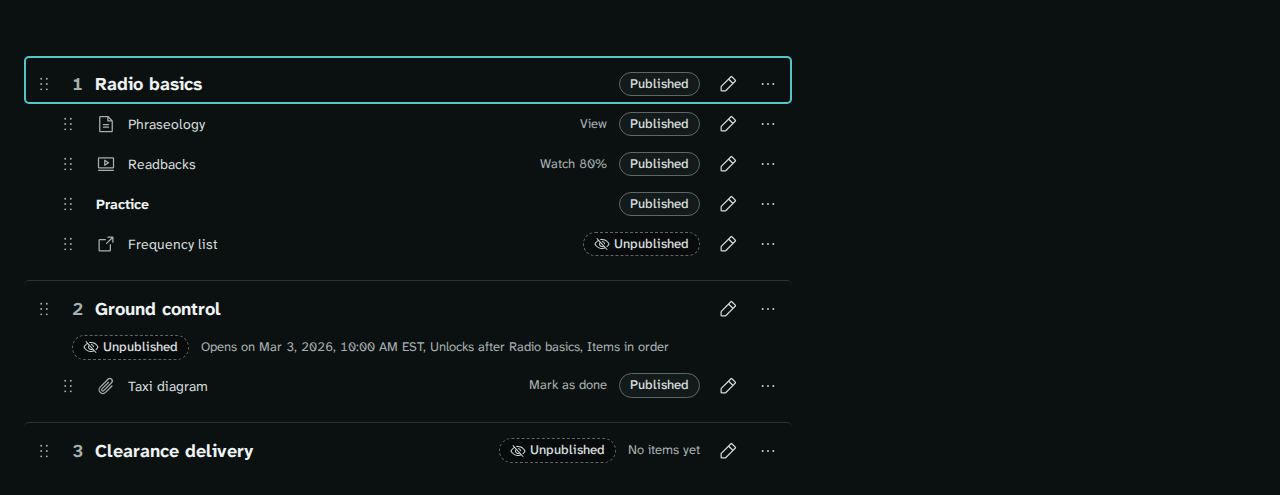 1 Radio basics Published
Phraseology View Published
Readbacks Watch 80% Published
Practice Published
Frequency list Unpublished
2 Ground control
Unpublished Opens on Mar 3, 2026, 10:00 AM EST, Unlocks after Radio basics, Items in order
Taxi diagram Mark as done Published
3 Clearance delivery Unpublished No items yet